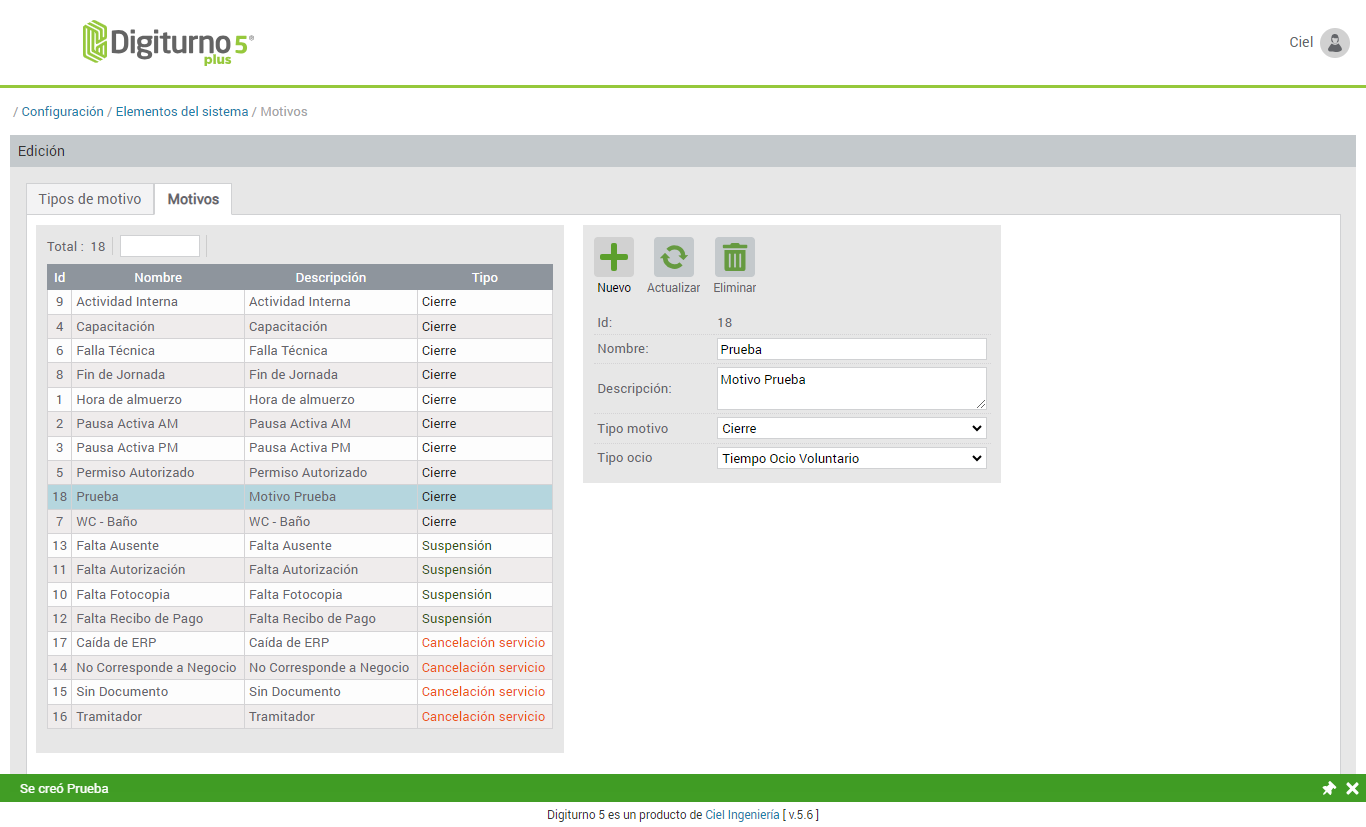 Digiturno 5®
plus
Ciel
/ Configuración / Elementos del sistema / Motivos
Edición
Tipos de motivo Motivos
Total : 18
Id Nombre Descripción Tipo
9 Actividad Interna Actividad Interna Cierre
4 Capacitación Capacitación Cierre
6 Falla Técnica Falla Técnica Cierre
8 Fin de Jornada Fin de Jornada Cierre
1 Hora de almuerzo Hora de almuerzo Cierre
2 Pausa Activa AM Pausa Activa AM Cierre
3 Pausa Activa PM Pausa Activa PM Cierre
5 Permiso Autorizado Permiso Autorizado Cierre
18 Prueba Motivo Prueba Cierre
7 WC - Baño WC - Baño Cierre
13 Falta Ausente Falta Ausente Suspensión
11 Falta Autorización Falta Autorización Suspensión
10 Falta Fotocopia Falta Fotocopia Suspensión
12 Falta Recibo de Pago Falta Recibo de Pago Suspensión
17 Caída de ERP Caída de ERP Cancelación servicio
14 No Corresponde a Negocio No Corresponde a Negocio Cancelación servicio
15 Sin Documento Sin Documento Cancelación servicio
16 Tramitador Tramitador Cancelación servicio
Nuevo Actualizar Eliminar
Id: 18
Nombre: Prueba
Descripción: Motivo Prueba
Tipo motivo Cierre
Tipo ocio Tiempo Ocio Voluntario
Se creó Prueba
Digiturno 5 es un producto de Ciel Ingeniería [ v.5.6 ]